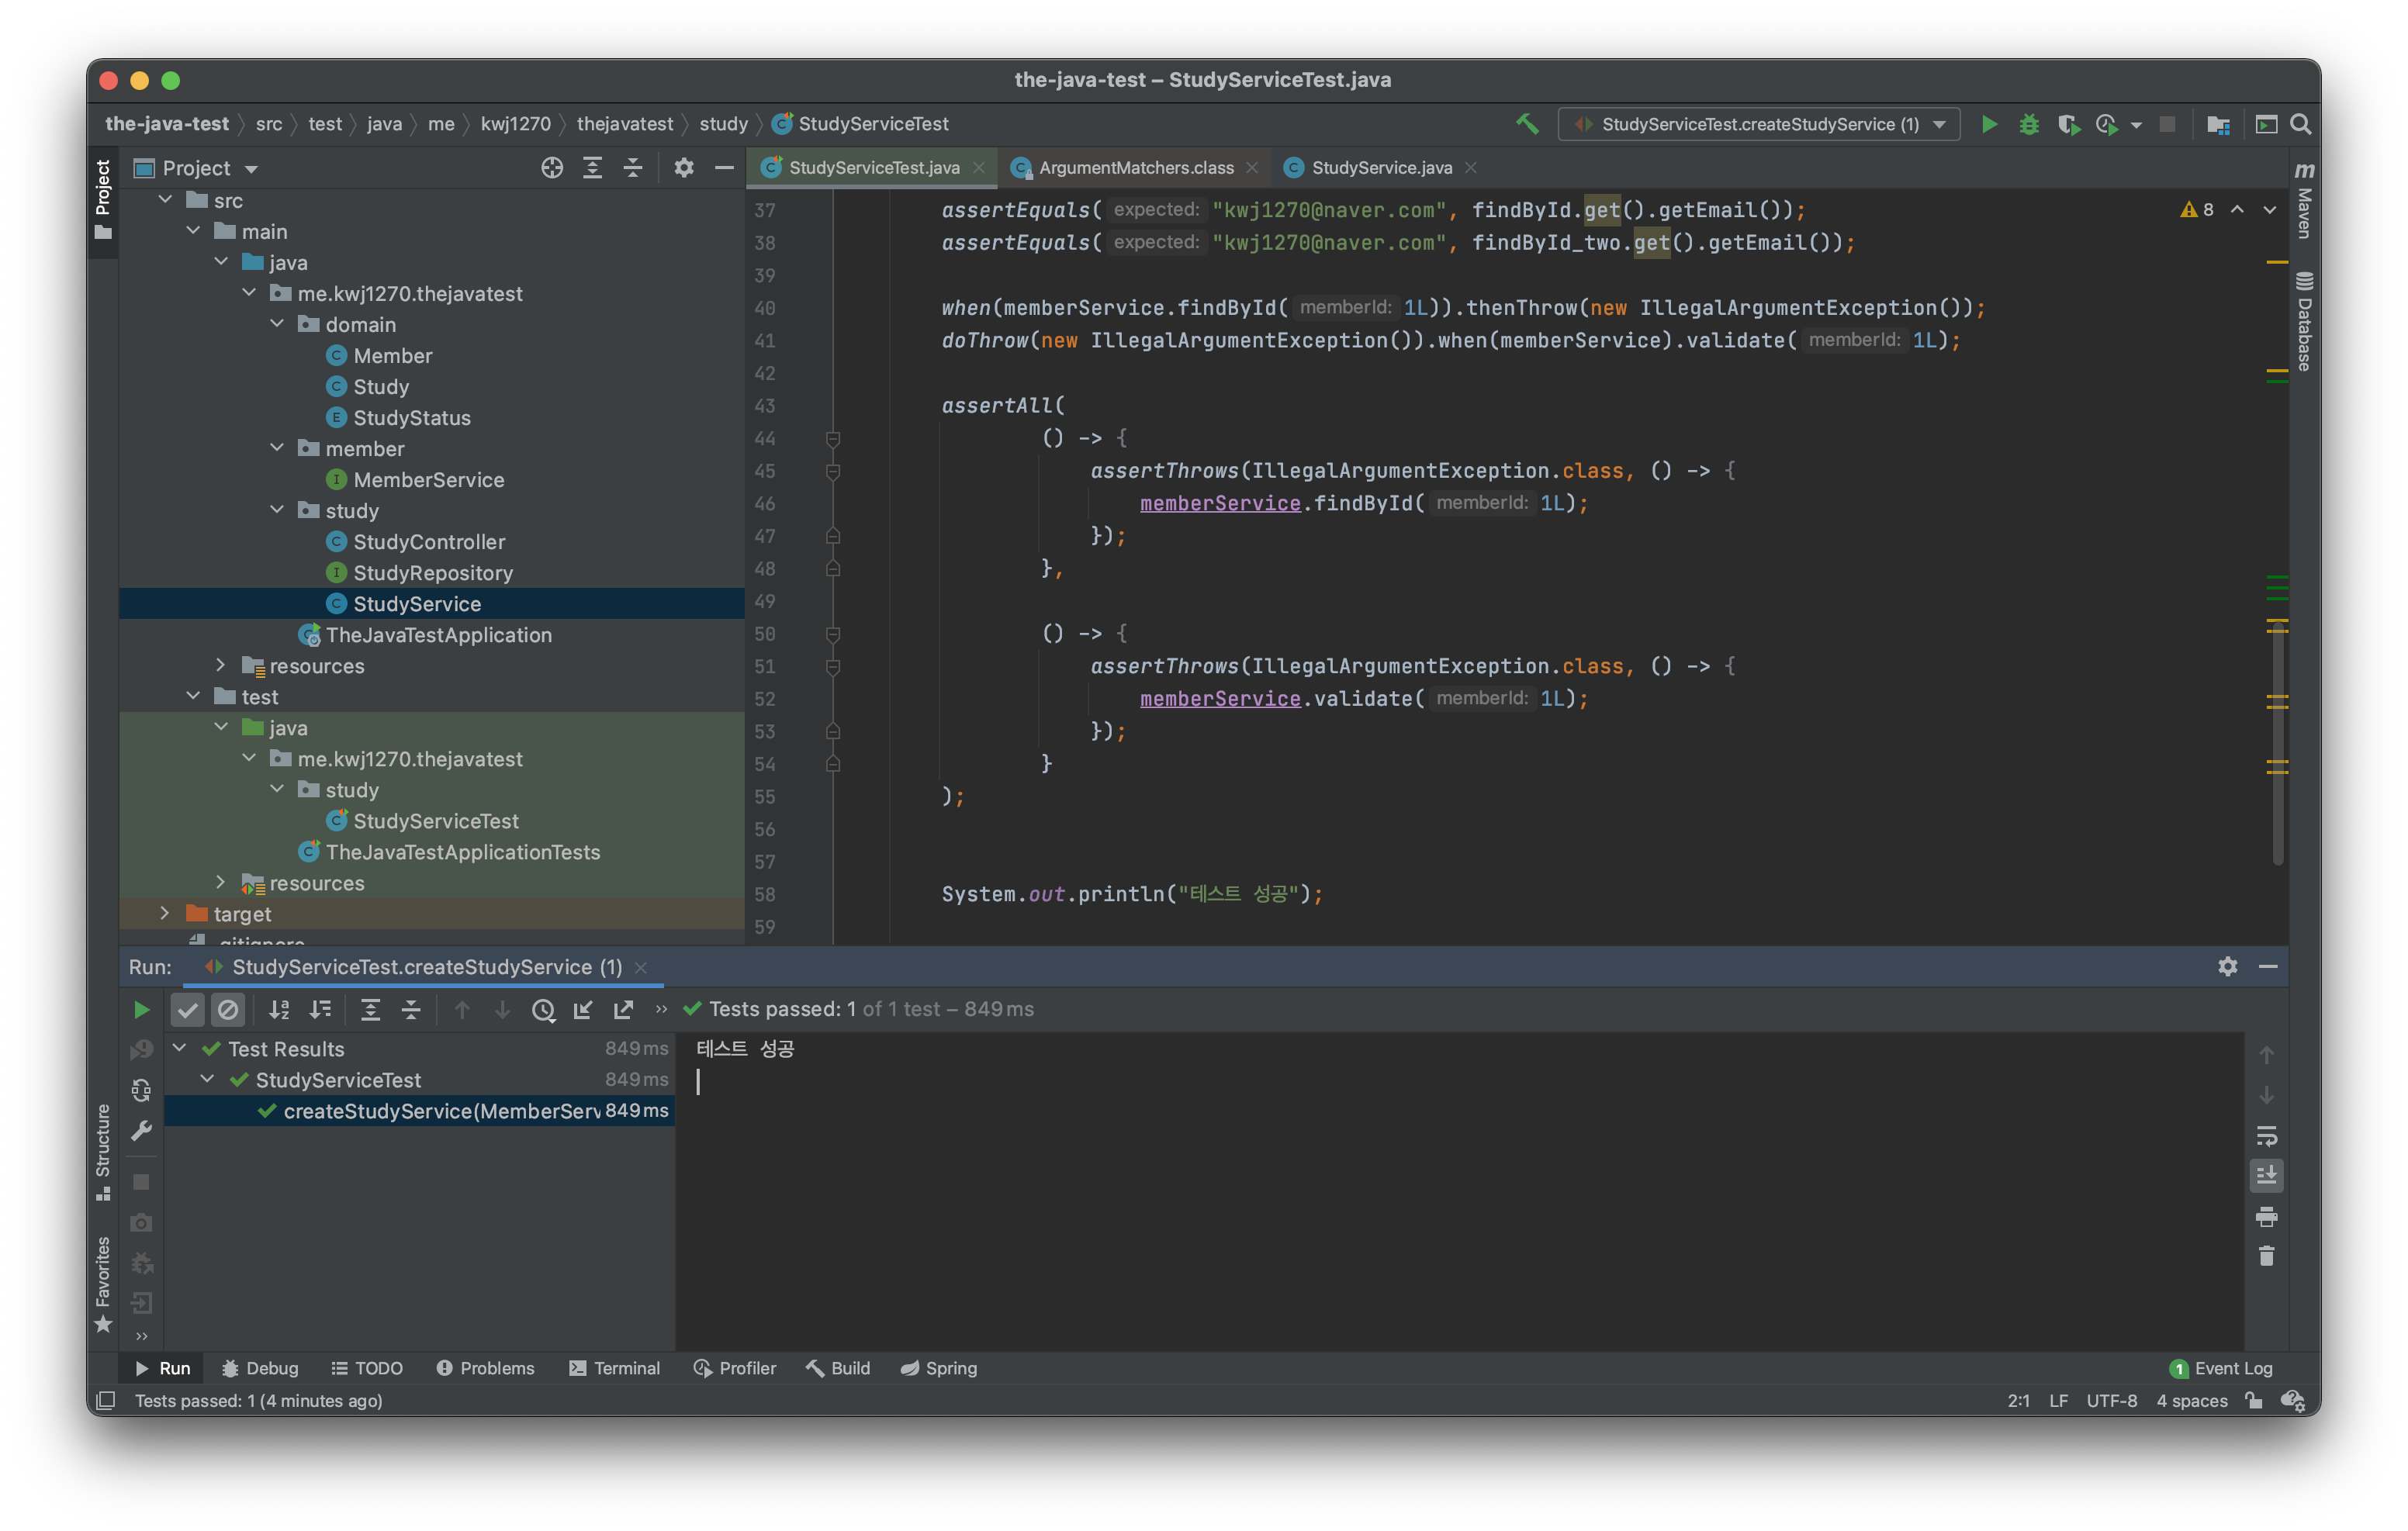 the-java-test – StudyServiceTest.java
the-java-test src test java me kwj1270 thejavatest study StudyServiceTest
StudyServiceTest.createStudyService (1)
Project
Project
StudyServiceTest.java
ArgumentMatchers.class
StudyService.java
Maven
Database
src
main
java
me.kwj1270.thejavatest
domain
Member
Study
StudyStatus
member
MemberService
study
StudyController
StudyRepository
StudyService
TheJavaTestApplication
resources
test
java
me.kwj1270.thejavatest
study
StudyServiceTest
TheJavaTestApplicationTests
resources
target
.gitignore
8
37 assertEquals( expected: "kwj1270@naver.com", findById.get().getEmail());
38 assertEquals( expected: "kwj1270@naver.com", findById_two.get().getEmail());
39
40 when(memberService.findById( memberId: 1L)).thenThrow(new IllegalArgumentException());
41 doThrow(new IllegalArgumentException()).when(memberService).validate( memberId: 1L);
42
43 assertAll(
44 () -> {
45 assertThrows(IllegalArgumentException.class, () -> {
46 memberService.findById( memberId: 1L);
47 });
48 },
49
50 () -> {
51 assertThrows(IllegalArgumentException.class, () -> {
52 memberService.validate( memberId: 1L);
53 });
54 }
55 );
56
57
58 System.out.println("테스트 성공");
59
Run: StudyServiceTest.createStudyService (1)
Tests passed: 1 of 1 test – 849 ms
Test Results 849 ms
StudyServiceTest 849 ms
createStudyService(MemberServ 849 ms
테스트 성공
Structure
Favorites
Run Debug TODO Problems Terminal Profiler Build Spring
1 Event Log
Tests passed: 1 (4 minutes ago)
2:1 LF UTF-8 4 spaces